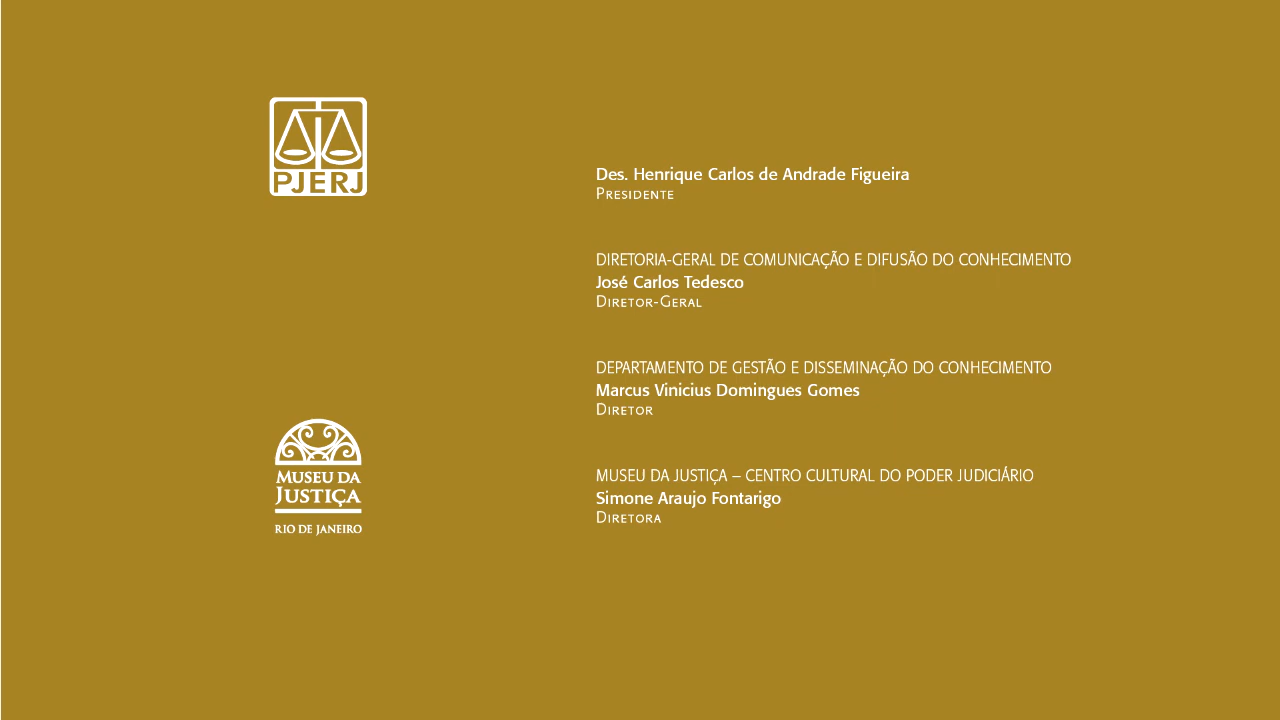 PJERJ
Des. Henrique Carlos de Andrade Figueira
Presidente
DIRETORIA-GERAL DE COMUNICAÇÃO E DIFUSÃO DO CONHECIMENTO
José Carlos Tedesco
Diretor-Geral
DEPARTAMENTO DE GESTÃO E DISSEMINAÇÃO DO CONHECIMENTO
Marcus Vinicius Domingues Gomes
Diretor
MUSEU DA JUSTIÇA
RIO DE JANEIRO
MUSEU DA JUSTIÇA – CENTRO CULTURAL DO PODER JUDICIÁRIO
Simone Araujo Fontarigo
Diretora